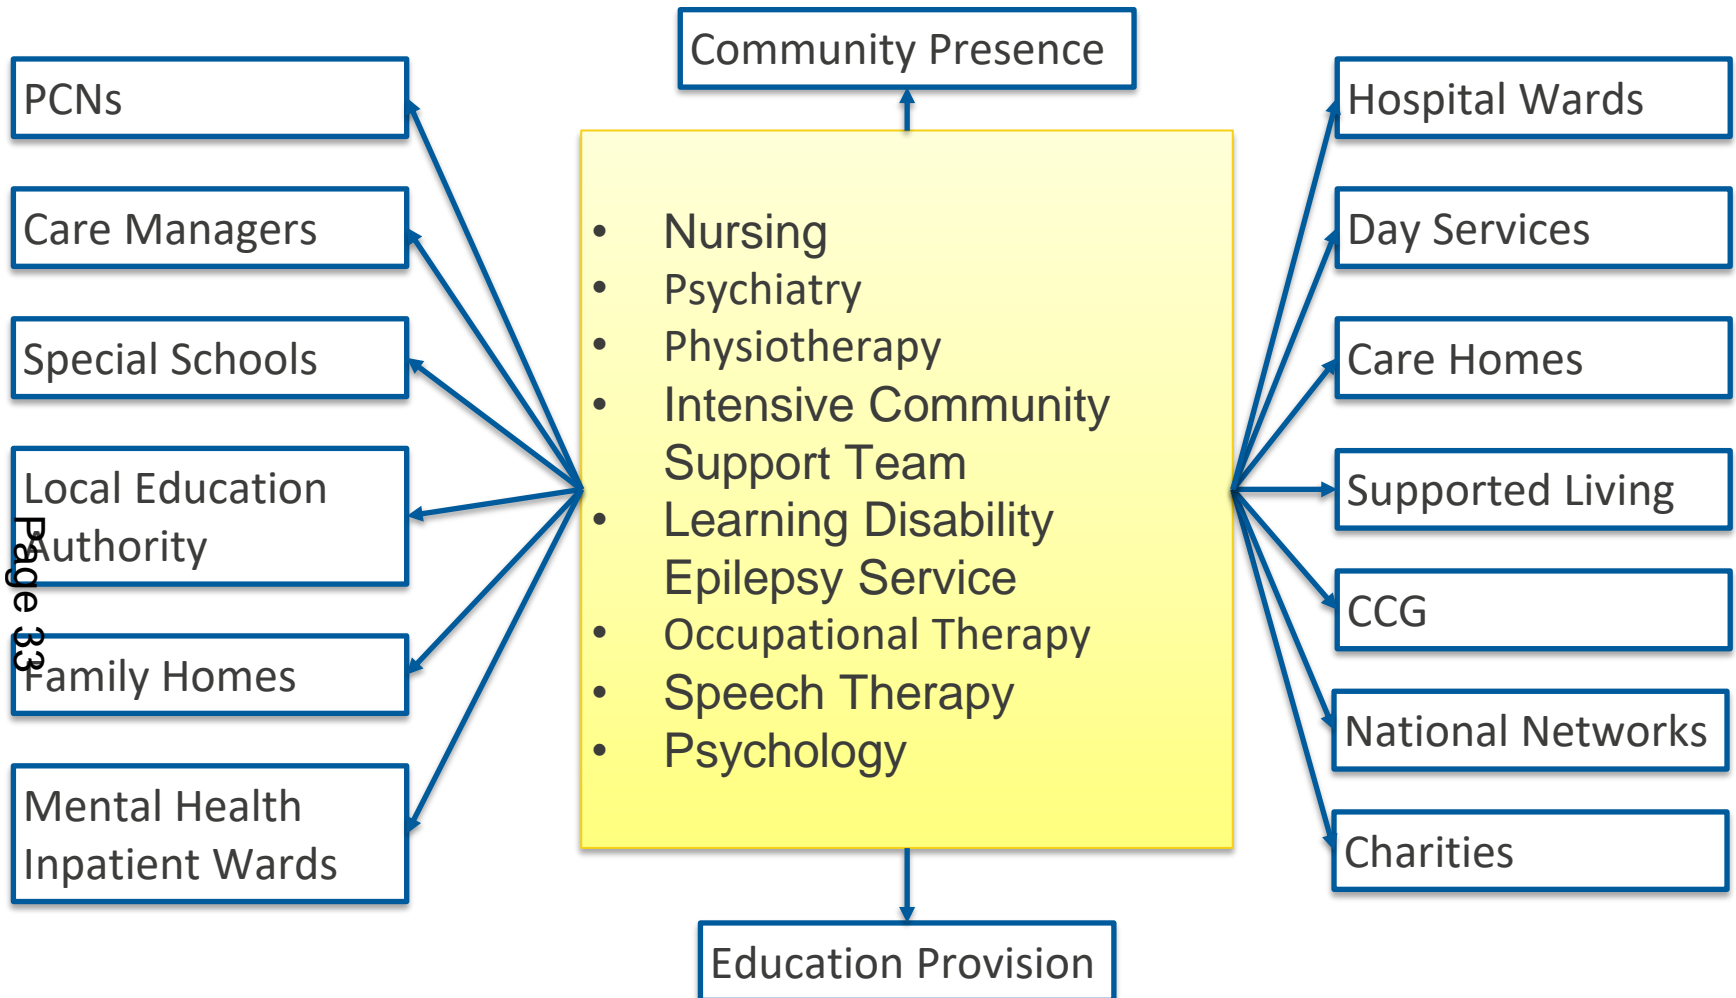 Community Presence
PCNs
Care Managers
Special Schools
Local Education
Authority
Family Homes
Mental Health
Inpatient Wards
• Nursing
• Psychiatry
• Physiotherapy
• Intensive Community
Support Team
• Learning Disability
Epilepsy Service
• Occupational Therapy
• Speech Therapy
• Psychology
Hospital Wards
Day Services
Care Homes
Supported Living
CCG
National Networks
Charities
Education Provision
Page 33